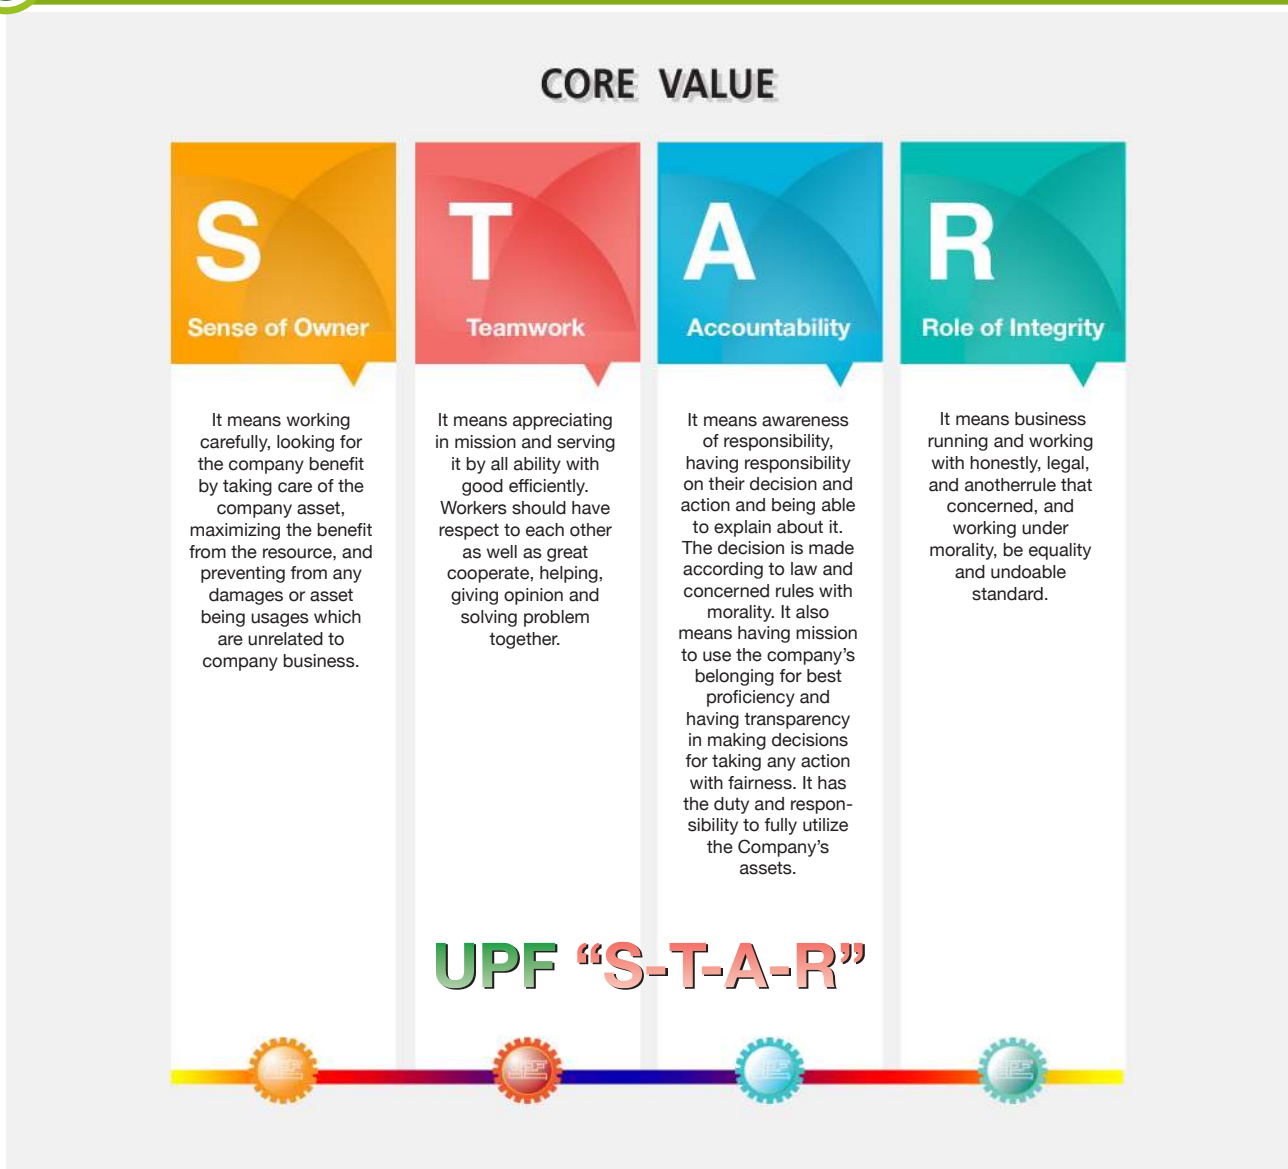 CORE VALUE
S
Sense of Owner
It means working
carefully, looking for
the company benefit
by taking care of the
company asset,
maximizing the benefit
from the resource, and
preventing from any
damages or asset
being usages which
are unrelated to
company business.
T
Teamwork
It means appreciating
in mission and serving
it by all ability with
good efficiently.
Workers should have
respect to each other
as well as great
cooperate, helping,
giving opinion and
solving problem
together.
A
Accountability
It means awareness
of responsibility,
having responsibility
on their decision and
action and being able
to explain about it.
The decision is made
according to law and
concerned rules with
morality. It also
means having mission
to use the company’s
belonging for best
proficiency and
having transparency
in making decisions
for taking any action
with fairness. It has
the duty and respon-
sibility to fully utilize
the Company’s
assets.
R
Role of Integrity
It means business
running and working
with honestly, legal,
and anotherrule that
concerned, and
working under
morality, be equality
and undoable
standard.
UPF “S-T-A-R”